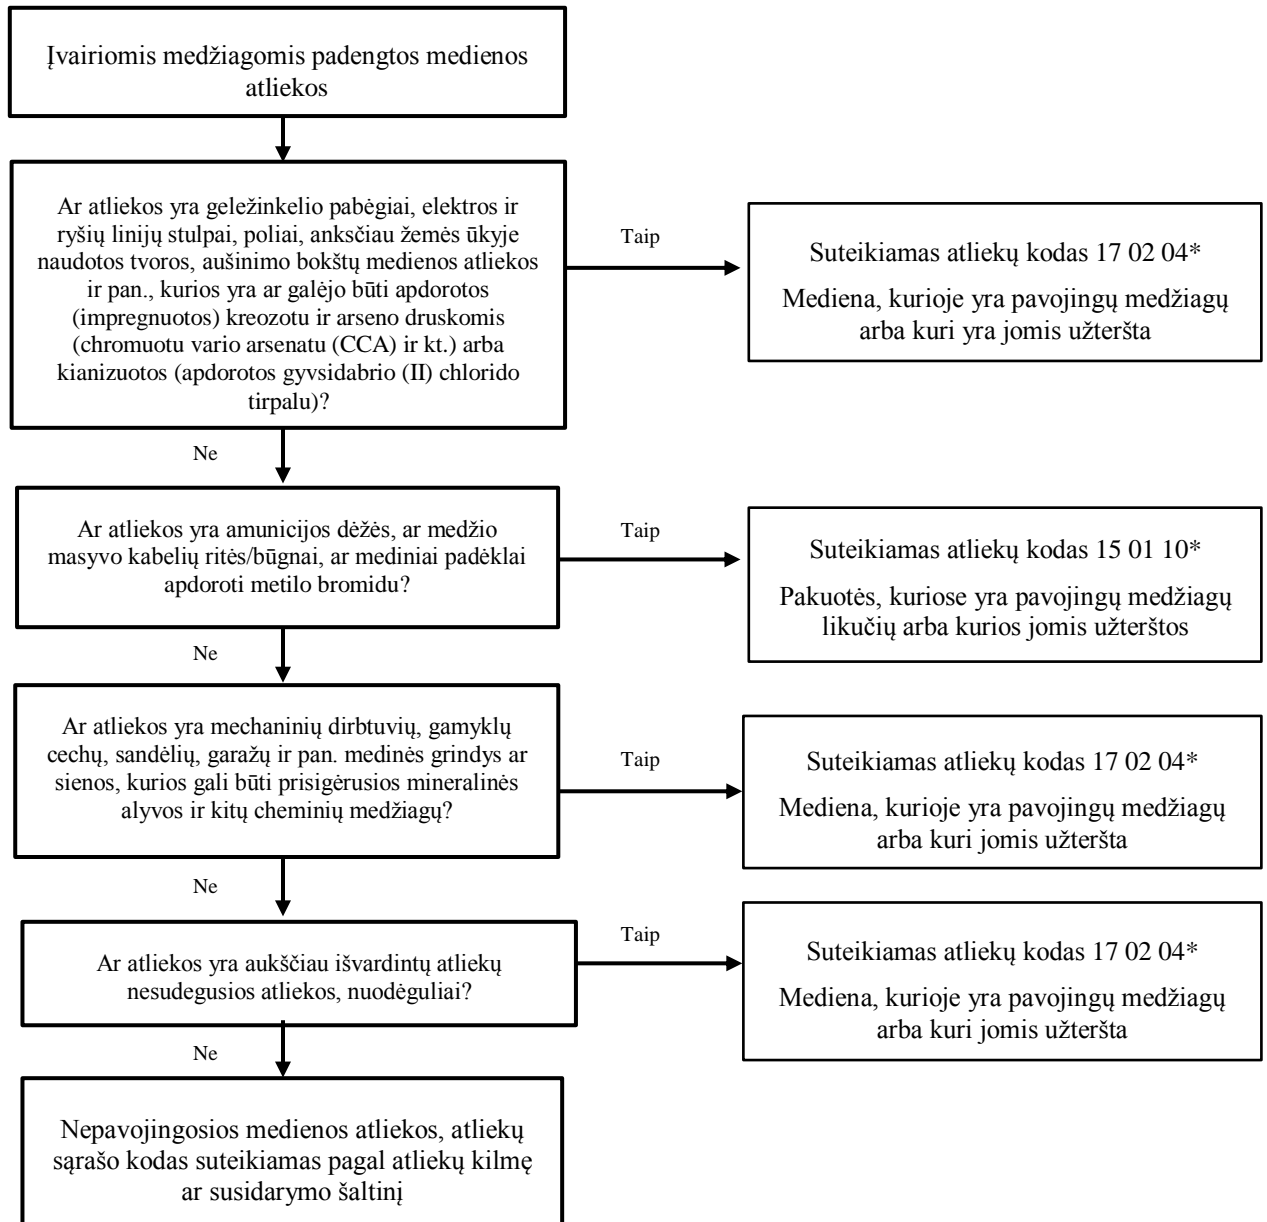 Įvairiomis medžiagomis padengtos medienos
atliekos
Ar atliekos yra geležinkelio pabėgiai, elektros ir
ryšių linijų stulpai, poliai, anksčiau žemės ūkyje
naudotos tvoros, aušinimo bokštų medienos atliekos
ir pan., kurios yra ar galėjo būti apdorotos
(impregnuotos) kreozotu ir arseno druskomis
(chromuotu vario arsenatu (CCA) ir kt.) arba
kianizuotos (apdorotos gyvsidabrio (II) chlorido
tirpalu)?
Taip
Suteikiamas atliekų kodas 17 02 04*
Mediena, kurioje yra pavojingų medžiagų
arba kuri yra jomis užteršta
Ne
Ar atliekos yra amunicijos dėžės, ar medžio
masyvo kabelių ritės/būgnai, ar mediniai padėklai
apdoroti metilo bromidu?
Taip
Suteikiamas atliekų kodas 15 01 10*
Pakuotės, kuriose yra pavojingų medžiagų
likučių arba kurios jomis užterštos
Ne
Ar atliekos yra mechaninių dirbtuvių, gamyklų
cechų, sandėlių, garažų ir pan. medinės grindys ar
sienos, kurios gali būti prisigėrusios mineralinės
alyvos ir kitų cheminių medžiagų?
Taip
Suteikiamas atliekų kodas 17 02 04*
Mediena, kurioje yra pavojingų medžiagų
arba kuri jomis užteršta
Ne
Ar atliekos yra aukščiau išvardintų atliekų
nesudegusios atliekos, nuodėguliai?
Taip
Suteikiamas atliekų kodas 17 02 04*
Mediena, kurioje yra pavojingų medžiagų
arba kuri jomis užteršta
Ne
Nepavojingosios medienos atliekos, atliekų
sąrašo kodas suteikiamas pagal atliekų kilmę
ar susidarymo šaltinį